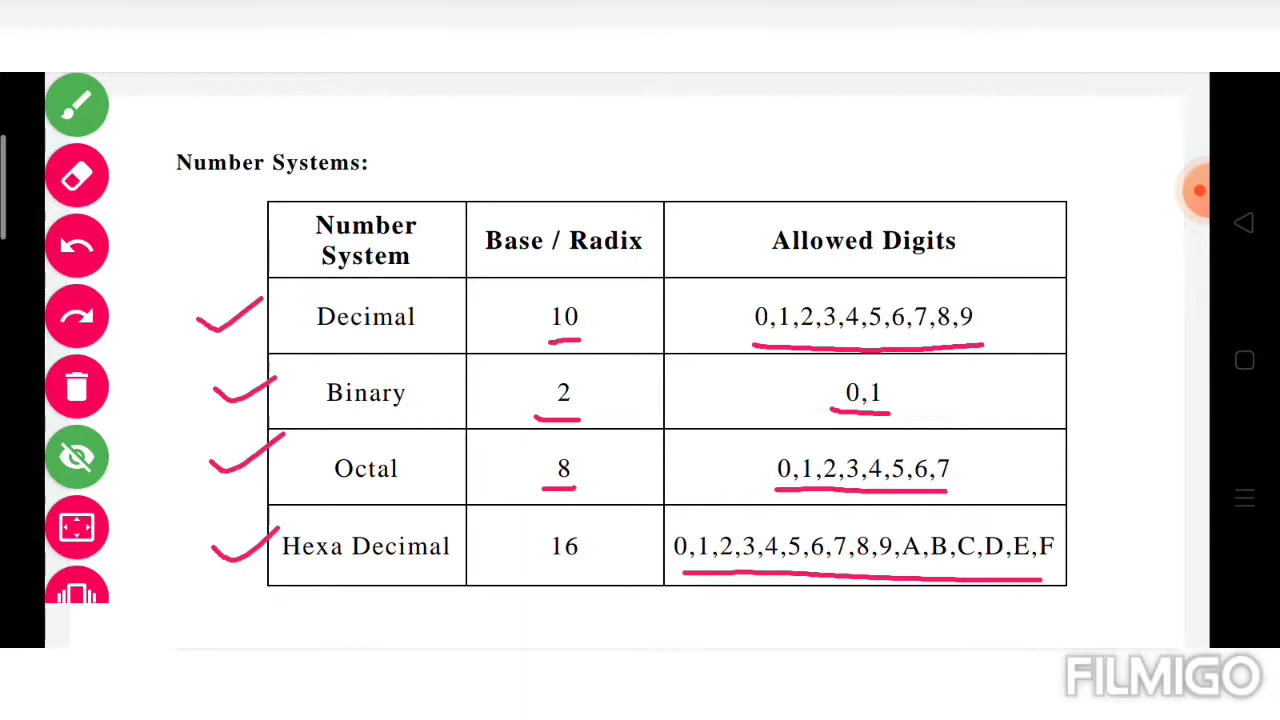 Number Systems:
Number System Base / Radix Allowed Digits
Decimal 10 0,1,2,3,4,5,6,7,8,9
Binary 2 0,1
Octal 8 0,1,2,3,4,5,6,7
Hexa Decimal 16 0,1,2,3,4,5,6,7,8,9,A,B,C,D,E,F
FILMIGO